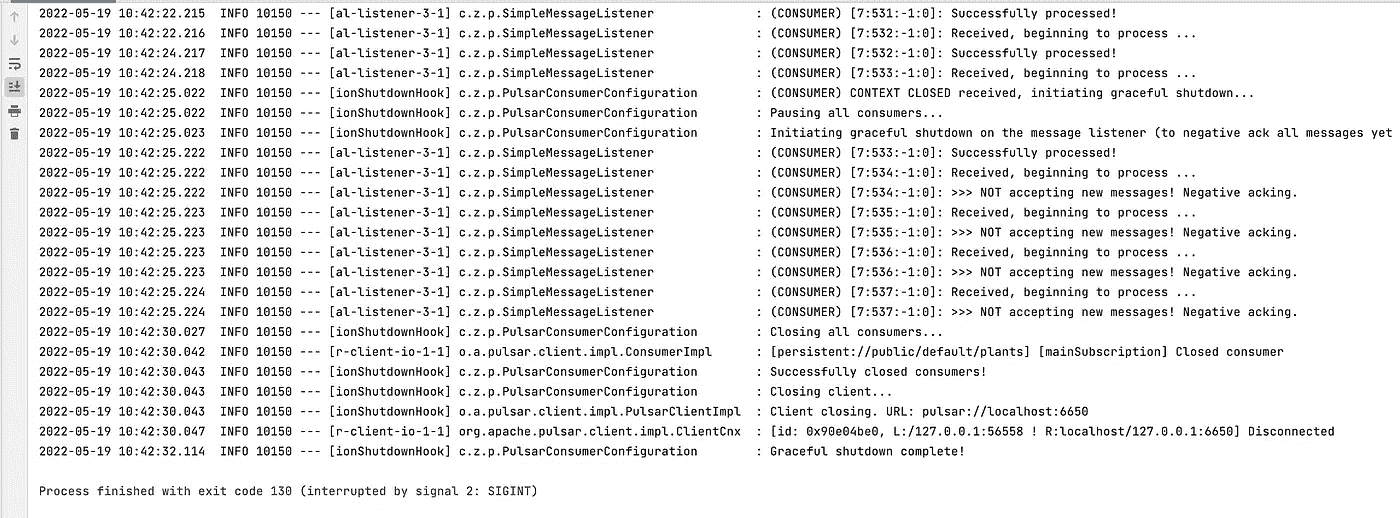 2022-05-19 10:42:22.215  INFO 10150 --- [al-listener-3-1] c.z.p.SimpleMessageListener              : (CONSUMER) [7:531:-1:0]: Successfully processed!
2022-05-19 10:42:22.216  INFO 10150 --- [al-listener-3-1] c.z.p.SimpleMessageListener              : (CONSUMER) [7:532:-1:0]: Received, beginning to process ...
2022-05-19 10:42:24.217  INFO 10150 --- [al-listener-3-1] c.z.p.SimpleMessageListener              : (CONSUMER) [7:532:-1:0]: Successfully processed!
2022-05-19 10:42:24.218  INFO 10150 --- [al-listener-3-1] c.z.p.SimpleMessageListener              : (CONSUMER) [7:533:-1:0]: Received, beginning to process ...
2022-05-19 10:42:25.022  INFO 10150 --- [ionShutdownHook] c.z.p.PulsarConsumerConfiguration        : (CONSUMER) CONTEXT CLOSED received, initiating graceful shutdown...
2022-05-19 10:42:25.022  INFO 10150 --- [ionShutdownHook] c.z.p.PulsarConsumerConfiguration        : Pausing all consumers...
2022-05-19 10:42:25.023  INFO 10150 --- [ionShutdownHook] c.z.p.PulsarConsumerConfiguration        : Initiating graceful shutdown on the message listener (to negative ack all messages yet
2022-05-19 10:42:25.222  INFO 10150 --- [al-listener-3-1] c.z.p.SimpleMessageListener              : (CONSUMER) [7:533:-1:0]: Successfully processed!
2022-05-19 10:42:25.222  INFO 10150 --- [al-listener-3-1] c.z.p.SimpleMessageListener              : (CONSUMER) [7:534:-1:0]: Received, beginning to process ...
2022-05-19 10:42:25.222  INFO 10150 --- [al-listener-3-1] c.z.p.SimpleMessageListener              : (CONSUMER) [7:534:-1:0]: >>> NOT accepting new messages! Negative acking.
2022-05-19 10:42:25.223  INFO 10150 --- [al-listener-3-1] c.z.p.SimpleMessageListener              : (CONSUMER) [7:535:-1:0]: Received, beginning to process ...
2022-05-19 10:42:25.223  INFO 10150 --- [al-listener-3-1] c.z.p.SimpleMessageListener              : (CONSUMER) [7:535:-1:0]: >>> NOT accepting new messages! Negative acking.
2022-05-19 10:42:25.223  INFO 10150 --- [al-listener-3-1] c.z.p.SimpleMessageListener              : (CONSUMER) [7:536:-1:0]: Received, beginning to process ...
2022-05-19 10:42:25.223  INFO 10150 --- [al-listener-3-1] c.z.p.SimpleMessageListener              : (CONSUMER) [7:536:-1:0]: >>> NOT accepting new messages! Negative acking.
2022-05-19 10:42:25.224  INFO 10150 --- [al-listener-3-1] c.z.p.SimpleMessageListener              : (CONSUMER) [7:537:-1:0]: Received, beginning to process ...
2022-05-19 10:42:25.224  INFO 10150 --- [al-listener-3-1] c.z.p.SimpleMessageListener              : (CONSUMER) [7:537:-1:0]: >>> NOT accepting new messages! Negative acking.
2022-05-19 10:42:30.027  INFO 10150 --- [ionShutdownHook] c.z.p.PulsarConsumerConfiguration        : Closing all consumers...
2022-05-19 10:42:30.042  INFO 10150 --- [r-client-io-1-1] o.a.pulsar.client.impl.ConsumerImpl      : [persistent://public/default/plants] [mainSubscription] Closed consumer
2022-05-19 10:42:30.043  INFO 10150 --- [ionShutdownHook] c.z.p.PulsarConsumerConfiguration        : Successfully closed consumers!
2022-05-19 10:42:30.043  INFO 10150 --- [ionShutdownHook] c.z.p.PulsarConsumerConfiguration        : Closing client...
2022-05-19 10:42:30.043  INFO 10150 --- [ionShutdownHook] o.a.pulsar.client.impl.PulsarClientImpl  : Client closing. URL: pulsar://localhost:6650
2022-05-19 10:42:30.047  INFO 10150 --- [r-client-io-1-1] org.apache.pulsar.client.impl.ClientCnx  : [id: 0x90e04be0, L:/127.0.0.1:56558 ! R:localhost/127.0.0.1:6650] Disconnected
2022-05-19 10:42:32.114  INFO 10150 --- [ionShutdownHook] c.z.p.PulsarConsumerConfiguration        : Graceful shutdown complete!
Process finished with exit code 130 (interrupted by signal 2: SIGINT)